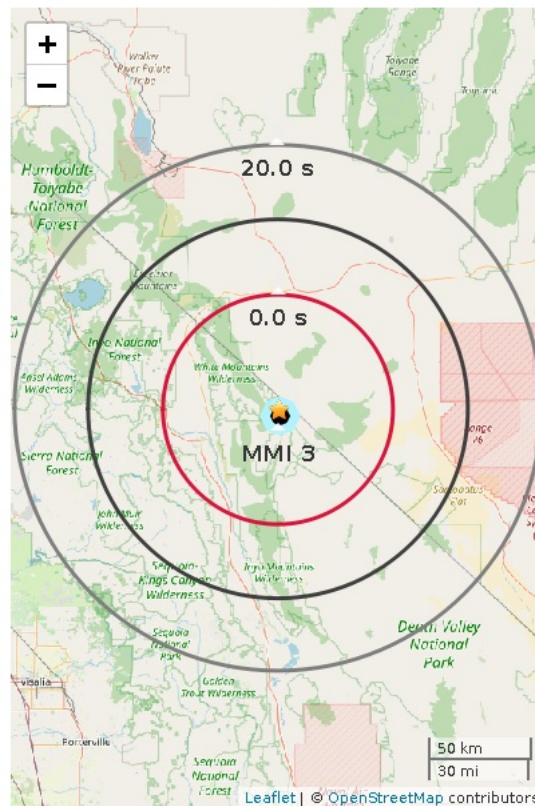 +
−
Walker
River Paiute
Tribe
Toiyabe
Range
20.0 s
Humboldt-
Toiyabe
National
Forest
Excelsior
Mountains
0.0 s
Inyo National
Forest
White Mountains
Wilderness
Ansel Adams
Wilderness
MMI 3
Sierra National
Forest
John Muir
Wilderness
Sequoia-
Kings Canyon
Wilderness
Inyo Mountains
Wilderness
Sequoia
National
Park
Death Valley
National
Park
Golden
Trout Wilderness
Visalia
Porterville
Sequoia
National
Forest
50 km
30 mi
Leaflet | © OpenStreetMap contributors